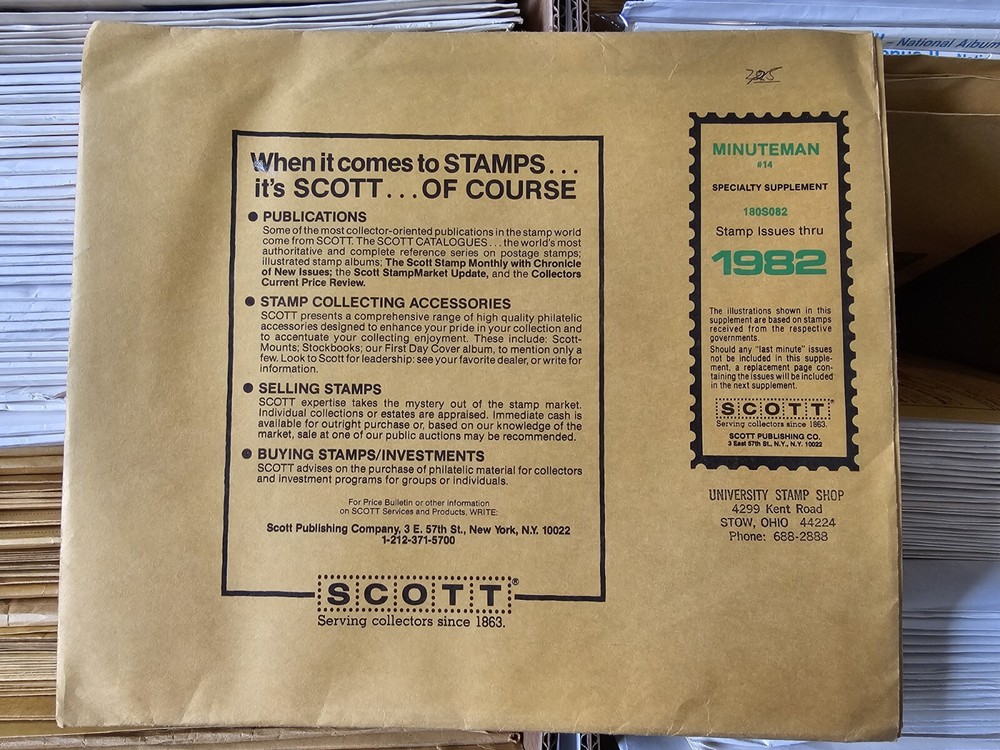 National Album
325
When it comes to STAMPS...
it's SCOTT...OF COURSE
● PUBLICATIONS
Some of the most collector-oriented publications in the stamp world
come from SCOTT. The SCOTT CATALOGUES...the world's most
authoritative and complete reference series on postage stamps;
illustrated stamp albums; The Scott Stamp Monthly with Chronicle
of New Issues; the Scott StampMarket Update, and the Collectors
Current Price Review.
● STAMP COLLECTING ACCESSORIES
SCOTT presents a comprehensive range of high quality philatelic
accessories designed to enhance your pride in your collection and
to accentuate your collecting enjoyment. These include: Scott-
Mounts; Stockbooks; our First Day Cover album, to mention only a
few. Look to Scott for leadership: see your favorite dealer, or write for
information.
● SELLING STAMPS
SCOTT expertise takes the mystery out of the stamp market.
Individual collections or estates are appraised. Immediate cash is
available for outright purchase or, based on our knowledge of the
market, sale at one of our public auctions may be recommended.
● BUYING STAMPS/INVESTMENTS
SCOTT advises on the purchase of philatelic material for collectors
and investment programs for groups or individuals.
For Price Bulletin or other information
on SCOTT Services and Products, WRITE:
Scott Publishing Company, 3 E. 57th St., New York, N.Y. 10022
1-212-371-5700
SCOTT®
Serving collectors since 1863.
MINUTEMAN
#14
SPECIALTY SUPPLEMENT
180S082
Stamp Issues thru
1982
The illustrations shown in this
supplement are based on stamps
received from the respective
governments.
Should any "last minute" issues
not be included in this supple-
ment, a replacement page con-
taining the issues will be included
in the next supplement.
SCOTT®
Serving collectors since 1863.
SCOTT PUBLISHING CO.
3 East 57th St., N.Y., N.Y. 10022
UNIVERSITY STAMP SHOP
4299 Kent Road
STOW, OHIO 44224
Phone: 688-2888